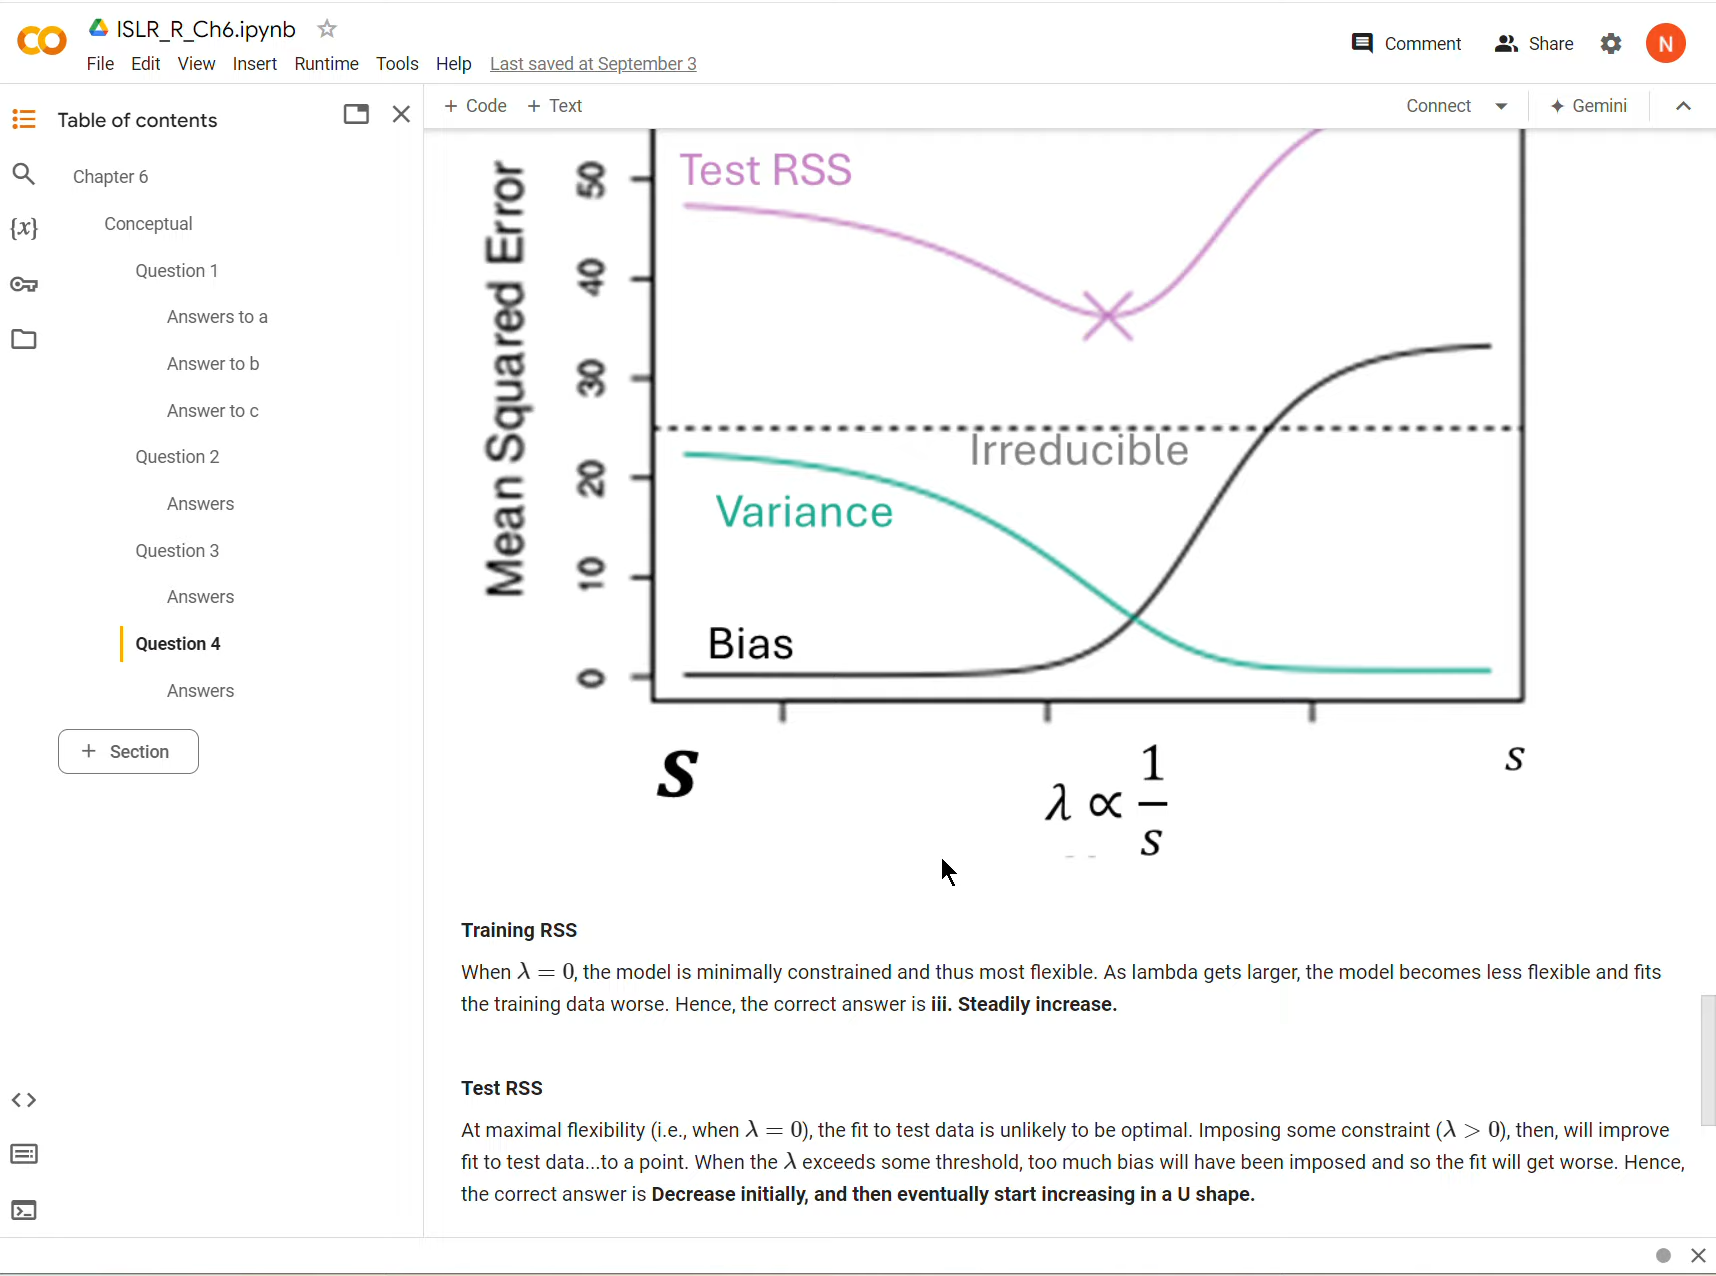 ISLR_R_Ch6.ipynb
Comment
Share
N
File Edit View Insert Runtime Tools Help Last saved at September 3
Table of contents
+ Code + Text
Connect
Gemini
Chapter 6
Conceptual
Question 1
Answers to a
Answer to b
Answer to c
Question 2
Answers
Question 3
Answers
Question 4
Answers
+ Section
{x}
Mean Squared Error
50
40
30
20
10
0
Test RSS
Irreducible
Variance
Bias
s
λ ∝ 1/s
s
Training RSS
When λ = 0, the model is minimally constrained and thus most flexible. As lambda gets larger, the model becomes less flexible and fits
the training data worse. Hence, the correct answer is iii. Steadily increase.
Test RSS
At maximal flexibility (i.e., when λ = 0), the fit to test data is unlikely to be optimal. Imposing some constraint (λ > 0), then, will improve
fit to test data...to a point. When the λ exceeds some threshold, too much bias will have been imposed and so the fit will get worse. Hence,
the correct answer is Decrease initially, and then eventually start increasing in a U shape.